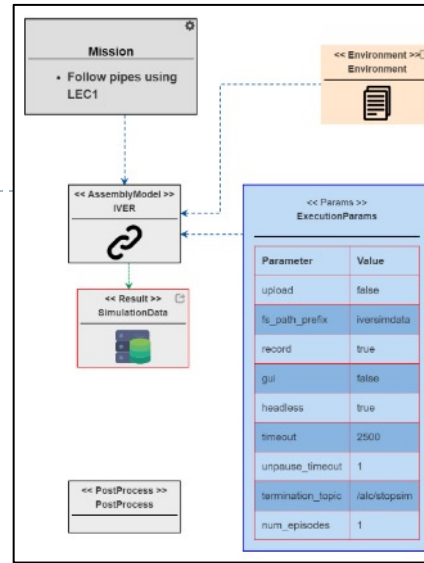 Mission
• Follow pipes using
LEC1
<< Environment >>
Environment
<< AssemblyModel >>
IVER
<< Params >>
ExecutionParams
Parameter Value
upload false
fs_path_prefix iversimdata
record true
gui false
headless true
timeout 2500
unpause_timeout 1
termination_topic /alc/stopsim
num_episodes 1
<< Result >>
SimulationData
<< PostProcess >>
PostProcess